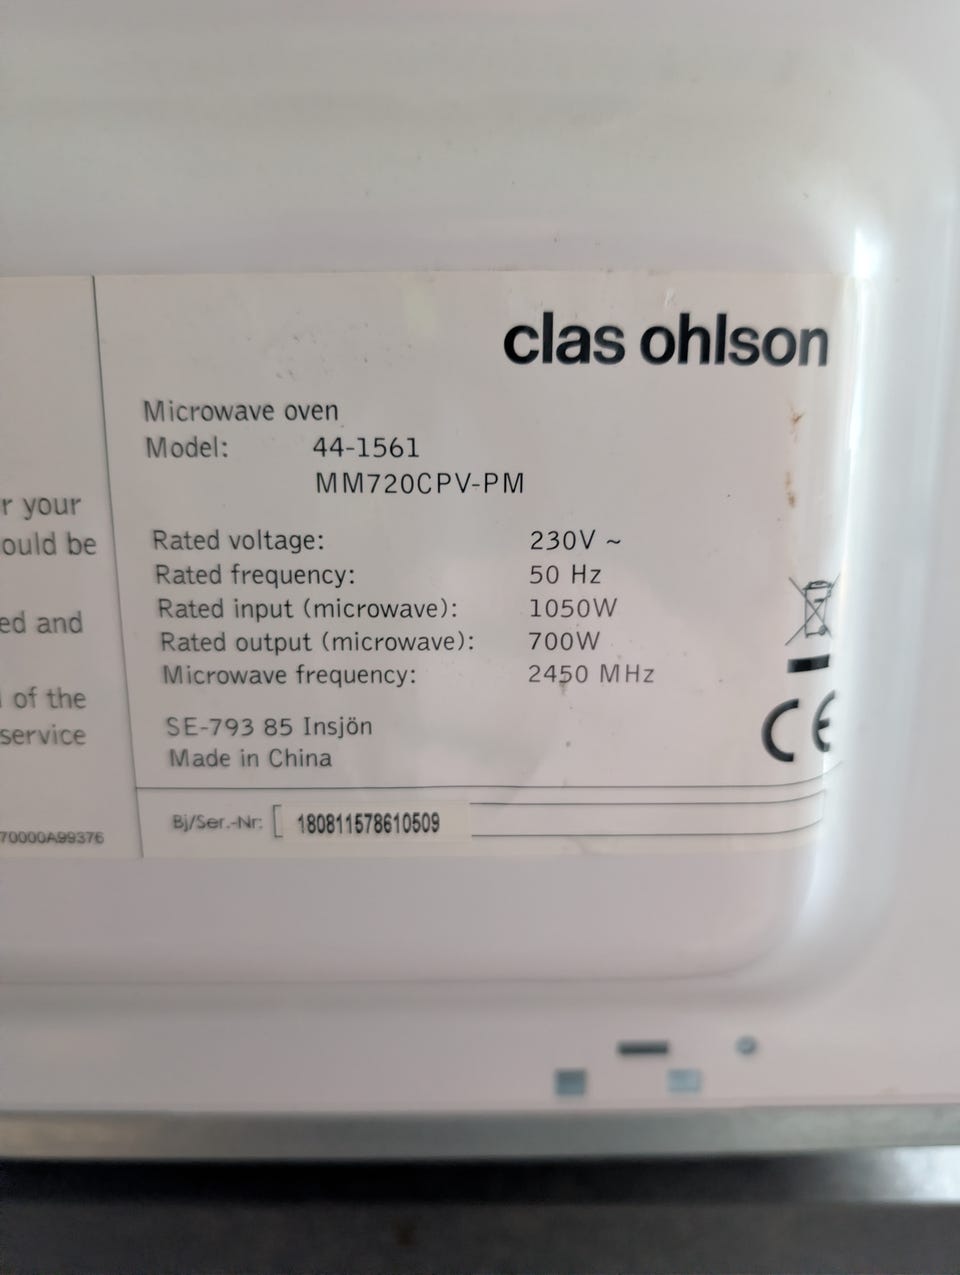 clas ohlson
Microwave oven
Model: 44-1561
MM720CPV-PM
r your
ould be
ed and
of the
service
70000A99376
Rated voltage: 230V ~
Rated frequency: 50 Hz
Rated input (microwave): 1050W
Rated output (microwave): 700W
Microwave frequency: 2450 MHz
SE-793 85 Insjön
Made in China
CE
Bj/Ser.-Nr: 180811578610509